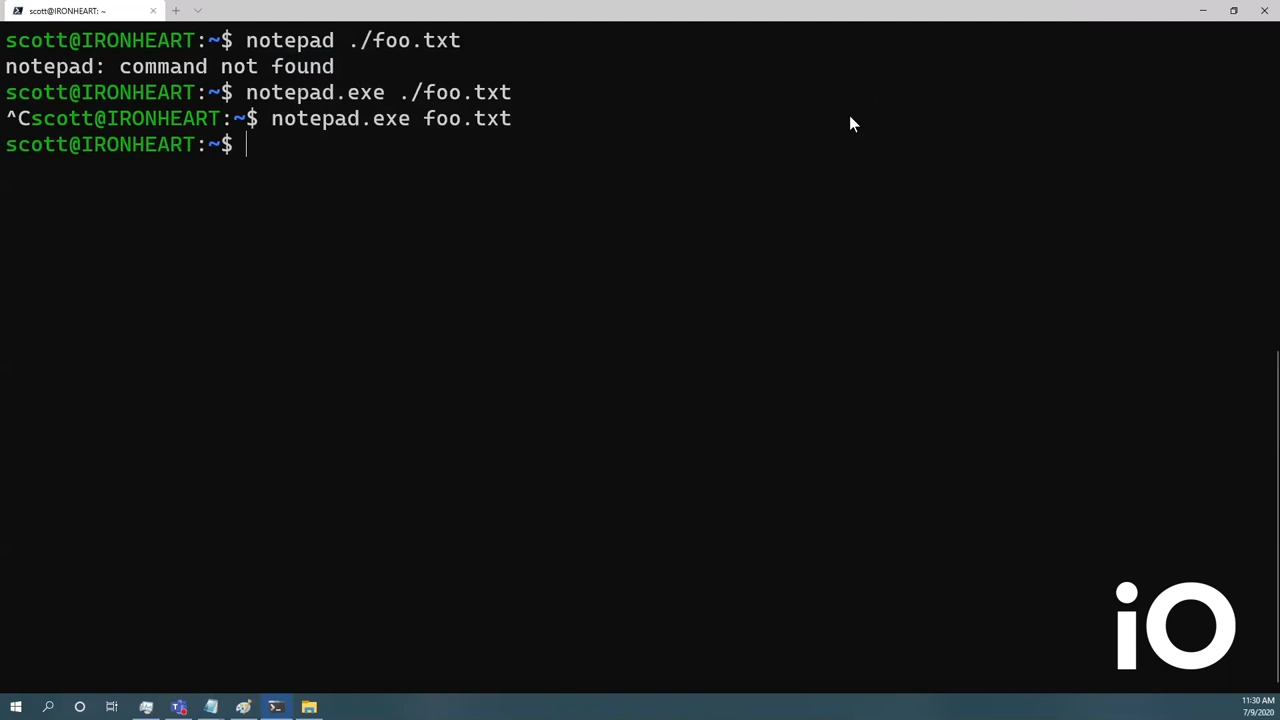 scott@IRONHEART: ~
scott@IRONHEART:~$ notepad ./foo.txt
notepad: command not found
scott@IRONHEART:~$ notepad.exe ./foo.txt
^Cscott@IRONHEART:~$ notepad.exe foo.txt
scott@IRONHEART:~$
iO
11:30 AM
7/9/2020